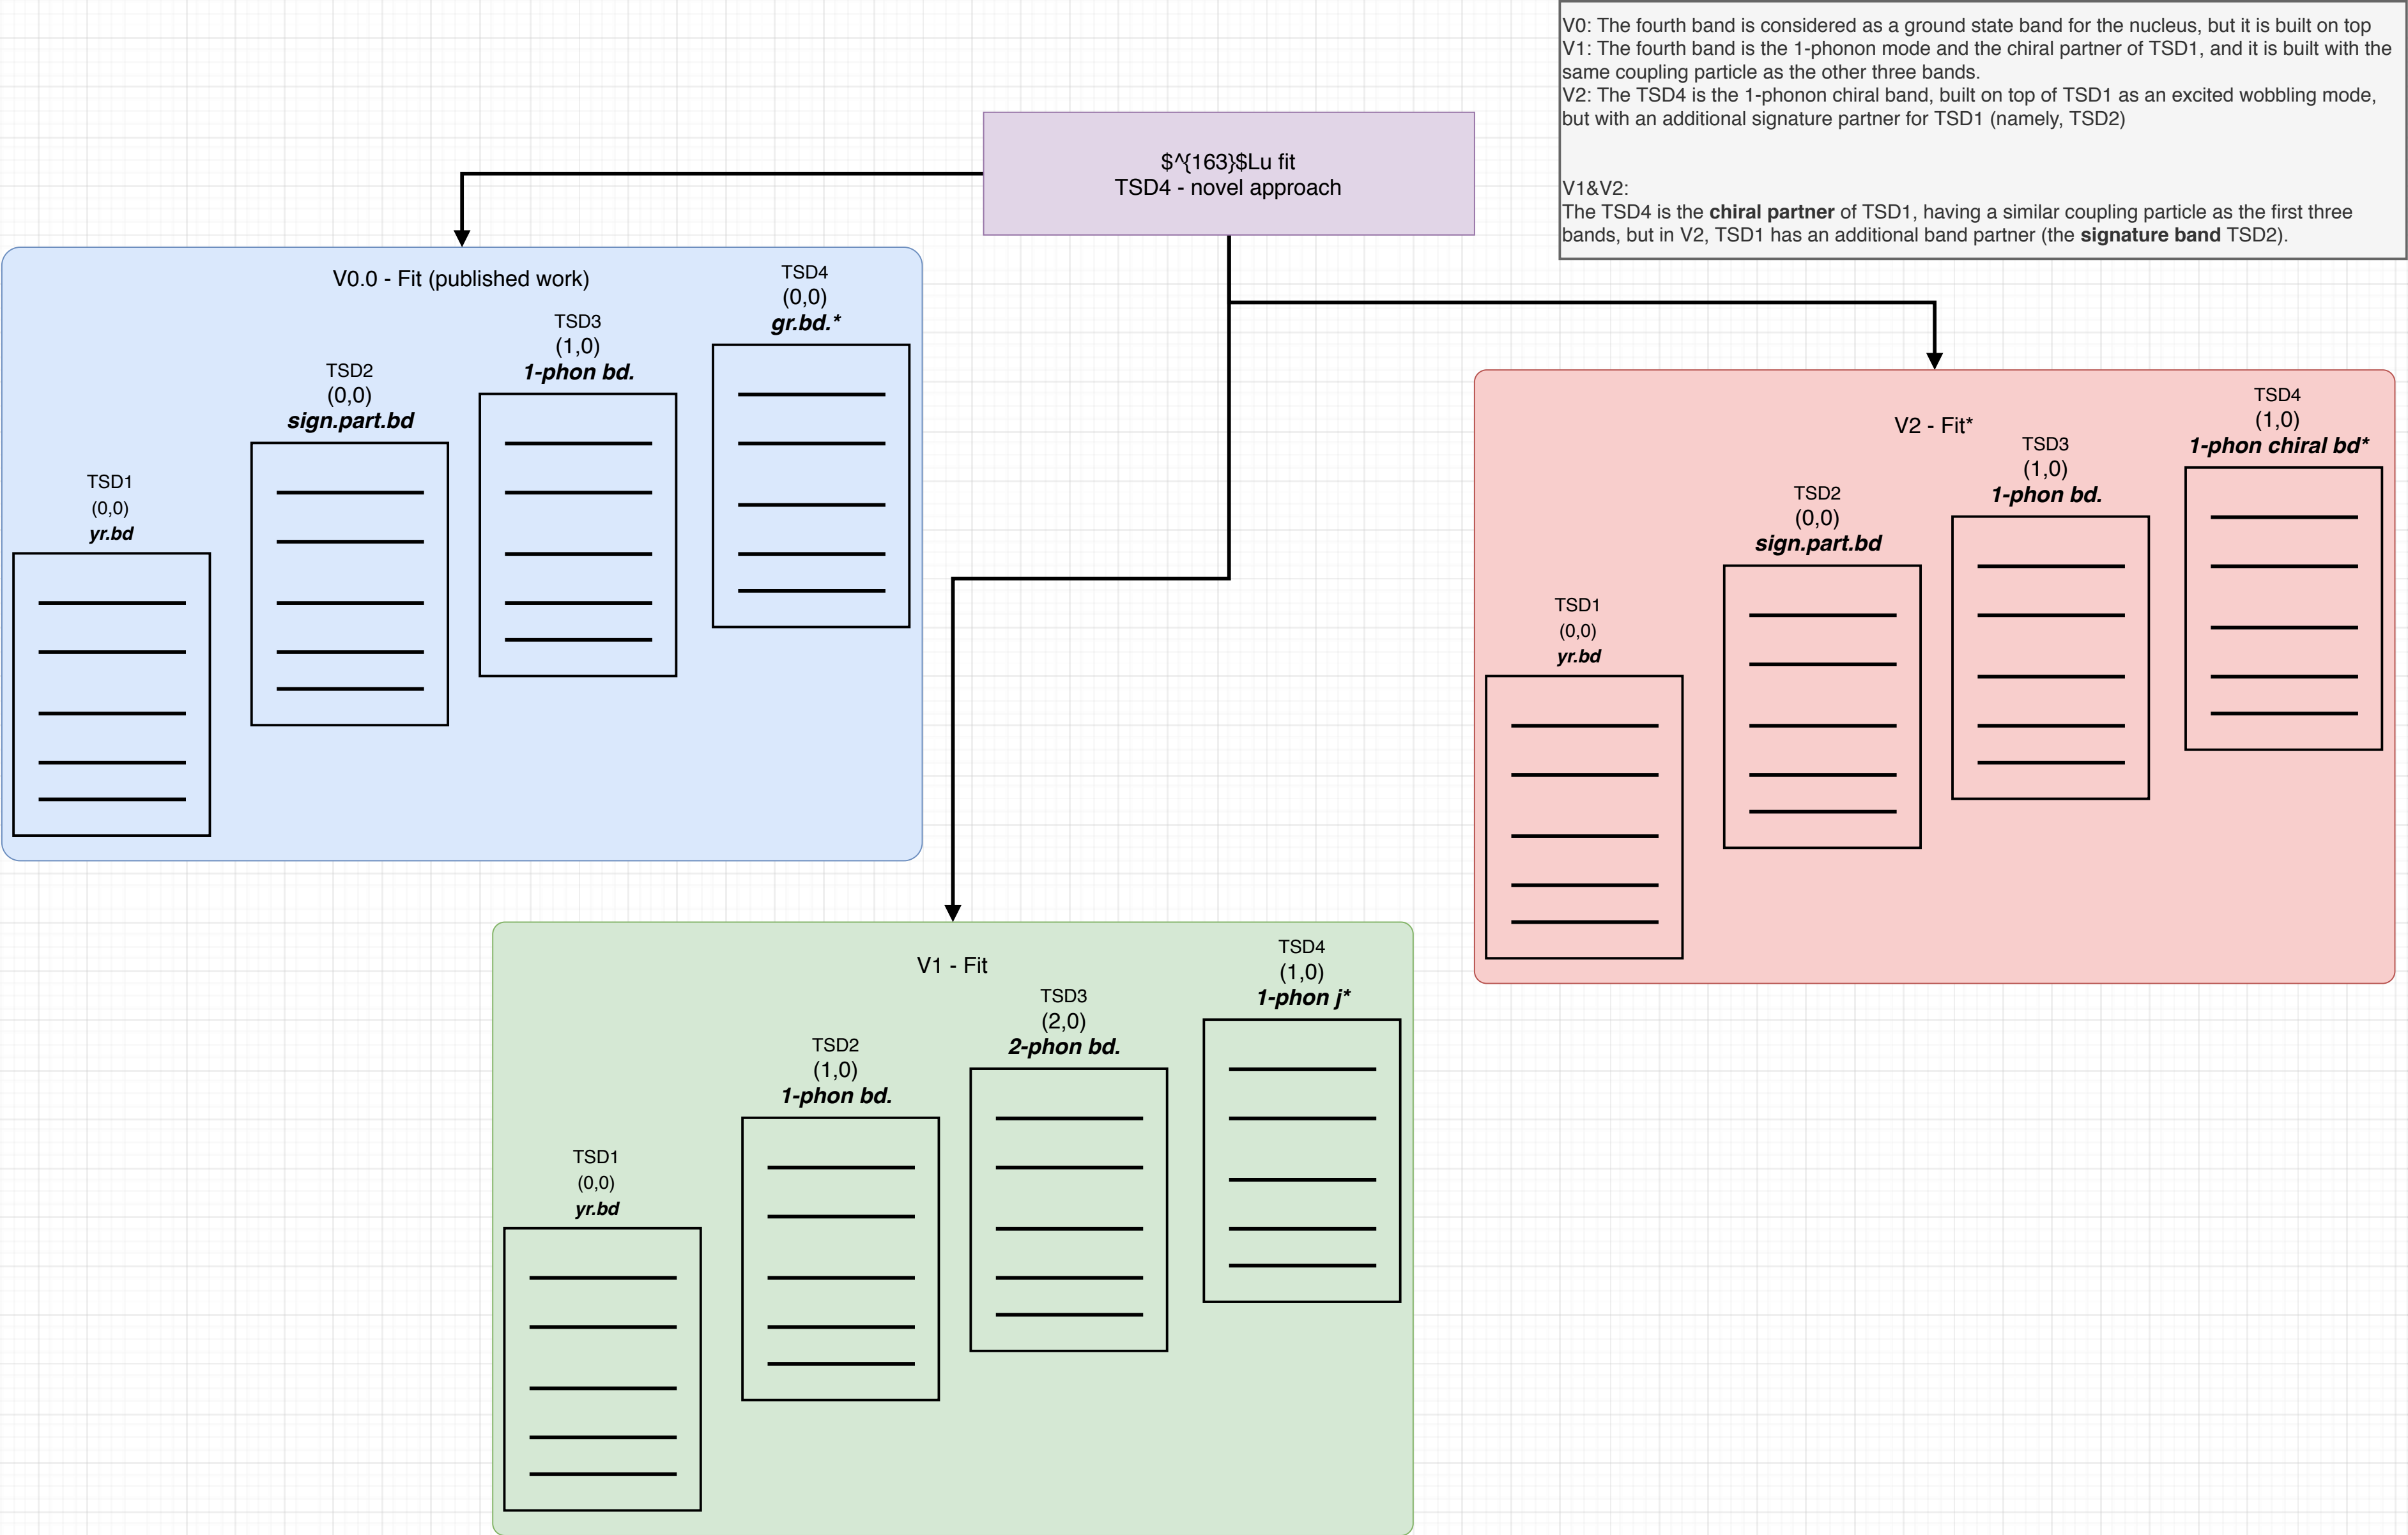 V0: The fourth band is considered as a ground state band for the nucleus, but it is built on top
V1: The fourth band is the 1-phonon mode and the chiral partner of TSD1, and it is built with the
same coupling particle as the other three bands.
V2: The TSD4 is the 1-phonon chiral band, built on top of TSD1 as an excited wobbling mode,
but with an additional signature partner for TSD1 (namely, TSD2)
V1&V2:
The TSD4 is the chiral partner of TSD1, having a similar coupling particle as the first three
bands, but in V2, TSD1 has an additional band partner (the signature band TSD2).
$^{163}$Lu fit
TSD4 - novel approach
V0.0 - Fit (published work)
TSD1
(0,0)
yr.bd
TSD2
(0,0)
sign.part.bd
TSD3
(1,0)
1-phon bd.
TSD4
(0,0)
gr.bd.*
V2 - Fit*
TSD1
(0,0)
yr.bd
TSD2
(0,0)
sign.part.bd
TSD3
(1,0)
1-phon bd.
TSD4
(1,0)
1-phon chiral bd*
V1 - Fit
TSD1
(0,0)
yr.bd
TSD2
(1,0)
1-phon bd.
TSD3
(2,0)
2-phon bd.
TSD4
(1,0)
1-phon j*